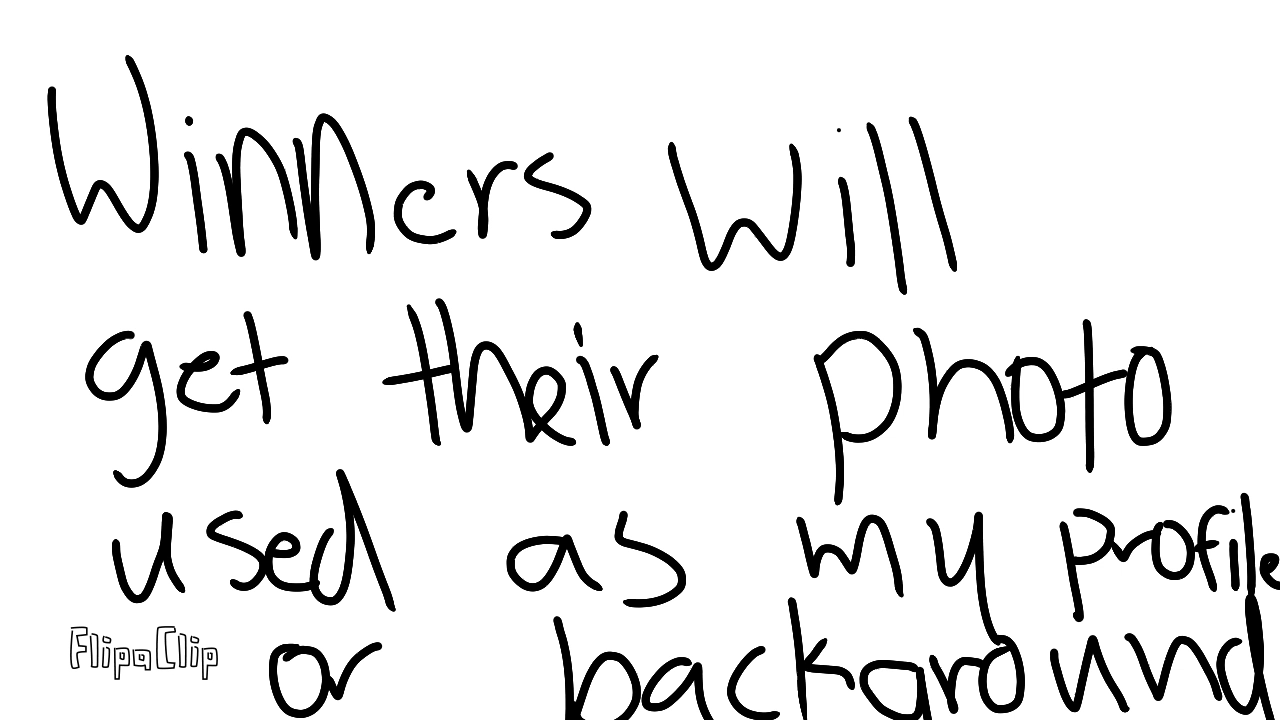 Winners Will
get their photo
used as my profile
or background
FlipaClip